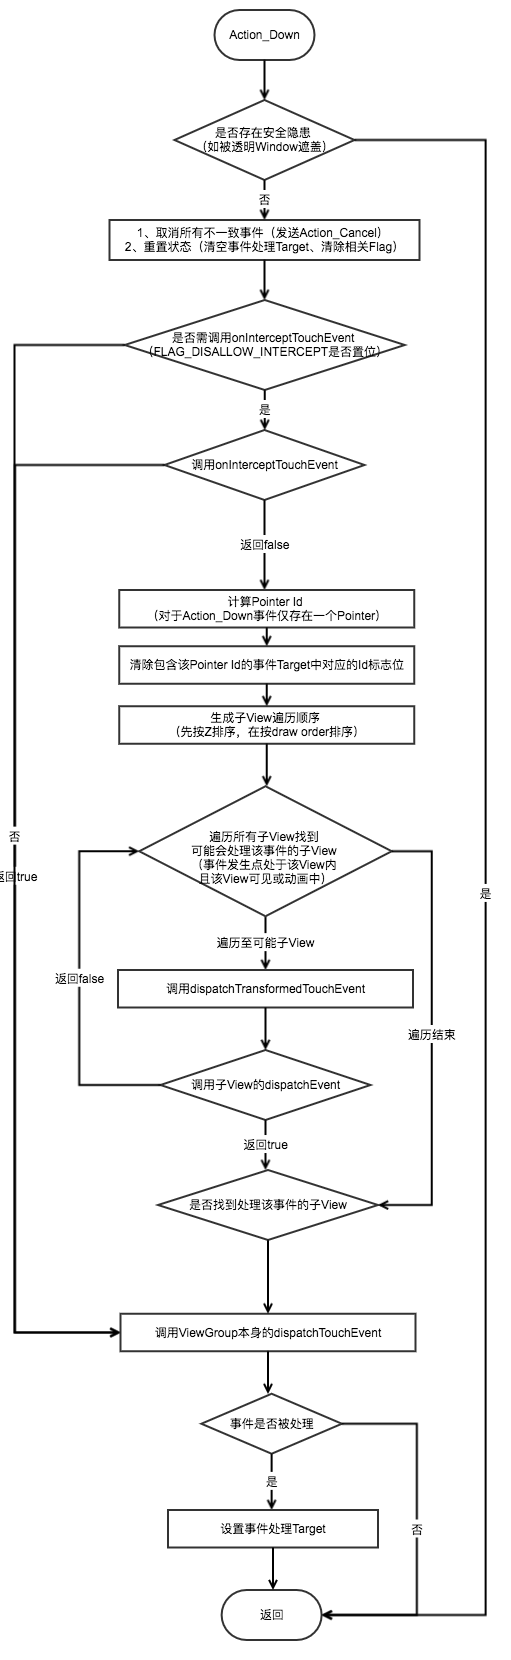 Action_Down
是否存在安全隐患
（如被透明Window遮盖）
否
1、取消所有不一致事件（发送Action_Cancel）
2、重置状态（清空事件处理Target、清除相关Flag）
是否需调用onInterceptTouchEvent
（FLAG_DISALLOW_INTERCEPT是否置位）
是
调用onInterceptTouchEvent
返回false
计算Pointer Id
（对于Action_Down事件仅存在一个Pointer）
清除包含该Pointer Id的事件Target中对应的Id标志位
生成子View遍历顺序
（先按Z排序，在按draw order排序）
否
遍历所有子View找到
可能会处理该事件的子View
（事件发生点处于该View内
且该View可见或动画中）
返回true
是
遍历至可能子View
返回false
调用dispatchTransformedTouchEvent
遍历结束
调用子View的dispatchEvent
返回true
是否找到处理该事件的子View
调用ViewGroup本身的dispatchTouchEvent
事件是否被处理
是
设置事件处理Target
否
返回